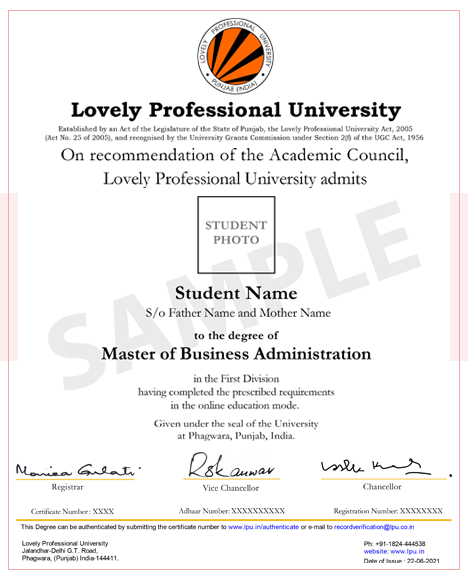 LOVELY PROFESSIONAL UNIVERSITY
PUNJAB (INDIA)
Lovely Professional University
Established by an Act of the Legislature of the State of Punjab, the Lovely Professional University Act, 2005
(Act No. 25 of 2005), and recognised by the University Grants Commission under Section 2(f) of the UGC Act, 1956
On recommendation of the Academic Council,
Lovely Professional University admits
STUDENT
PHOTO
SAMPLE
Student Name
S/o Father Name and Mother Name
to the degree of
Master of Business Administration
in the First Division
having completed the prescribed requirements
in the online education mode.
Given under the seal of the University
at Phagwara, Punjab, India.
Monica Gulati
Registrar
Vice Chancellor
Chancellor
Certificate Number: XXXX
Adhaar Number: XXXXXXXXXX
Registration Number: XXXXXXXX
This Degree can be authenticated by submitting the certificate number to www.lpu.in/authenticate or e-mail to recordverification@lpu.co.in
Lovely Professional University
Jalandhar-Delhi G.T. Road,
Phagwara, (Punjab) India-144411.
Ph: +91-1824-444538
website: www.lpu.in
Date of Issue : 22-06-2021